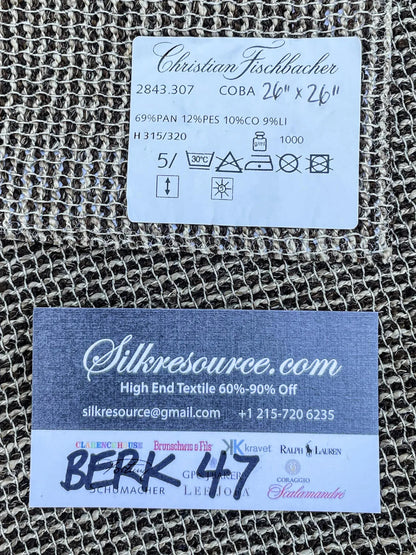 Christian Fischbacher
2843.307 COBA 26" x 26"
69%PAN 12%PES 10%CO 9%LI
H 315/320 g/m 1000
5/ 30°C
Silkresource.com
High End Textile 60%-90% Off
silkresource@gmail.com +1 215-720 6235
CLARENCE HOUSE Brunschwig & Fils kravet RALPH LAUREN
BERK 47
GP&J BAKER CORAGGIO
SCHUMACHER LEE JOFA Scalamandré